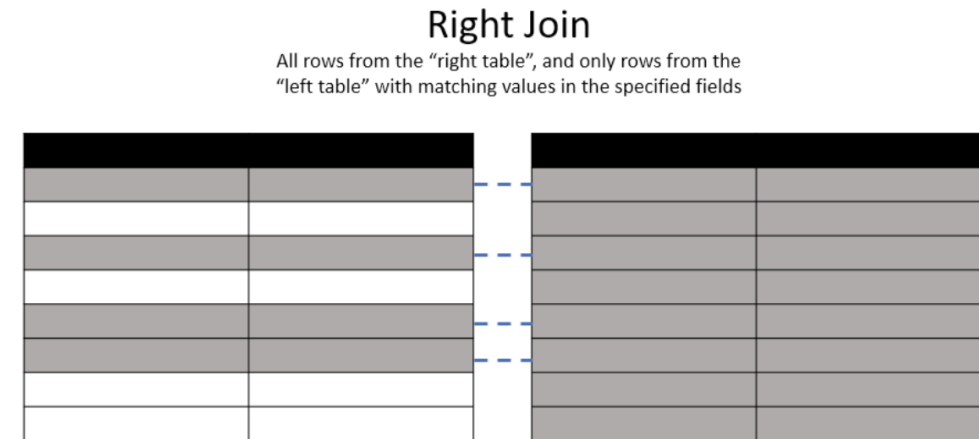 Right Join
All rows from the “right table”, and only rows from the
“left table” with matching values in the specified fields